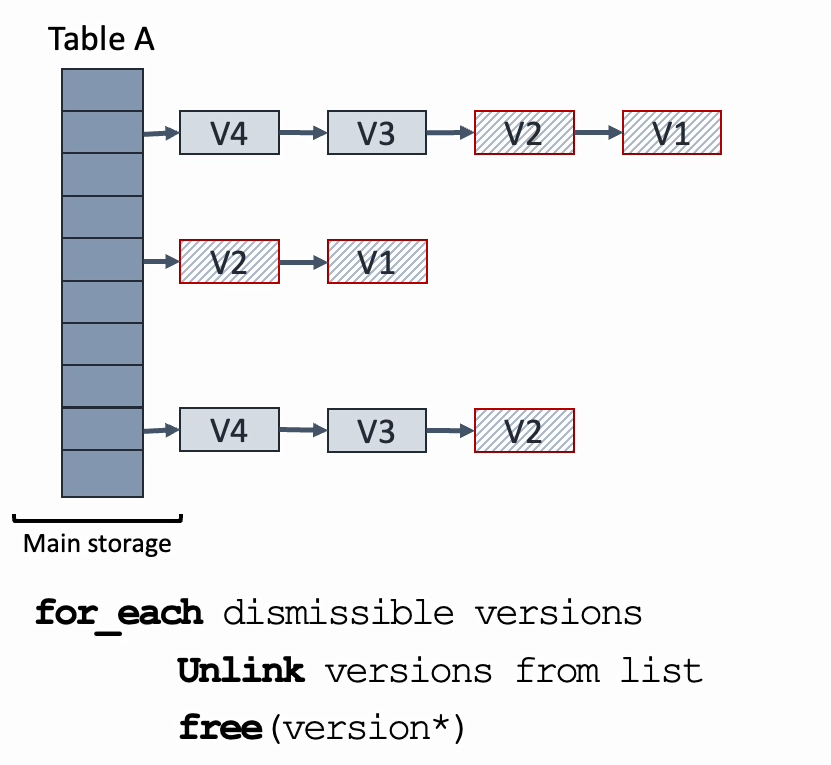 Table A
V4 V3 V2 V1
V2 V1
V4 V3 V2
Main storage
for_each dismissible versions
Unlink versions from list
free(version*)